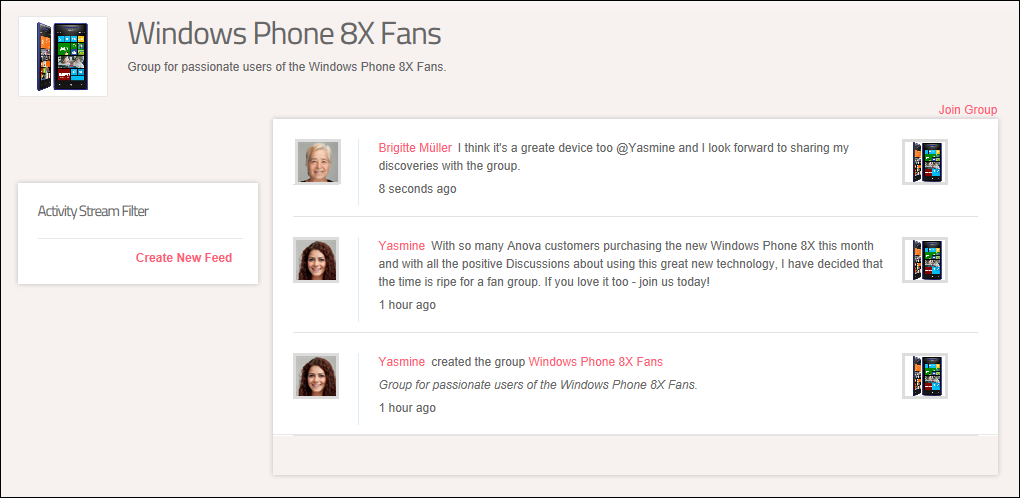 Windows Phone 8X Fans
Group for passionate users of the Windows Phone 8X Fans.
Join Group
Activity Stream Filter
Create New Feed
Brigitte Müller I think it's a greate device too @Yasmine and I look forward to sharing my
discoveries with the group.
8 seconds ago
Yasmine With so many Anova customers purchasing the new Windows Phone 8X this month
and with all the positive Discussions about using this great new technology, I have decided that
the time is ripe for a fan group. If you love it too - join us today!
1 hour ago
Yasmine created the group Windows Phone 8X Fans
Group for passionate users of the Windows Phone 8X Fans.
1 hour ago